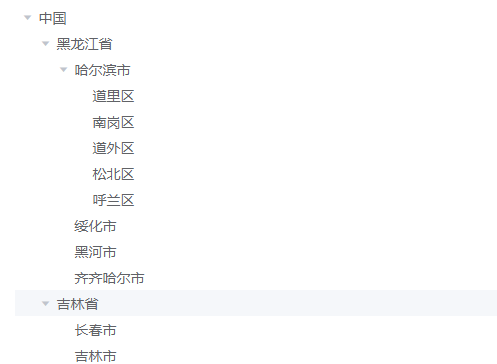 中国
黑龙江省
哈尔滨市
道里区
南岗区
道外区
松北区
呼兰区
绥化市
黑河市
齐齐哈尔市
吉林省
长春市
吉林市